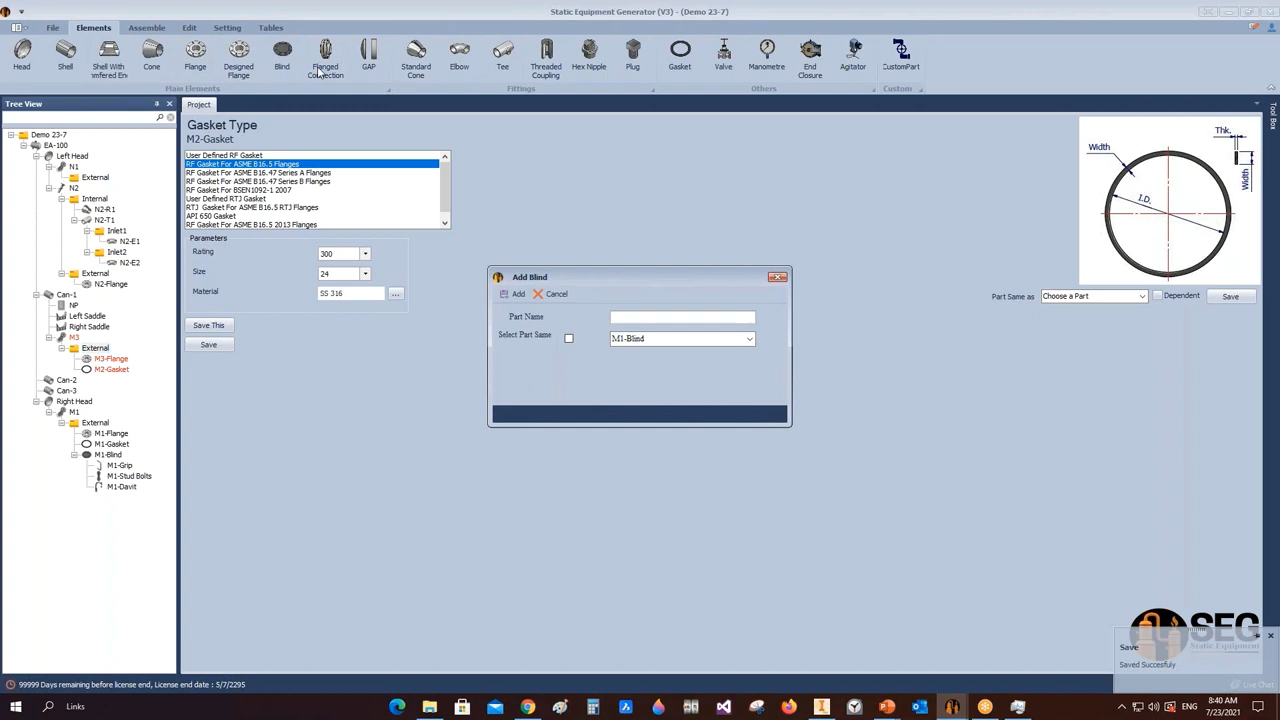 Static Equipment Generator (V3) - (Demo 23-7)
File Elements Assemble Edit Setting Tables
Head Shell Shell With mfered En Cone Flange Designed Flange Blind Flanged Connection GAP Standard Cone Elbow Tee Threaded Coupling Hex Nipple Plug Gasket Valve Manometre End Closure Agitator CustomPart
Main Elements Fittings Others Custom
Tree View
Project
Tool Box
Demo 23-7
EA-100
Left Head
N1
External
N2
Internal
N2-R1
N2-T1
Inlet1
N2-E1
Inlet2
N2-E2
External
N2-Flange
Can-1
NP
Left Saddle
Right Saddle
M3
External
M3-Flange
M2-Gasket
Can-2
Can-3
Right Head
M1
External
M1-Flange
M1-Gasket
M1-Blind
M1-Grip
M1-Stud Bolts
M1-Davit
Gasket Type
M2-Gasket
User Defined RF Gasket
RF Gasket For ASME B16.5 Flanges
RF Gasket For ASME B16.47 Series A Flanges
RF Gasket For ASME B16.47 Series B Flanges
RF Gasket For BSEN1092-1 2007
User Defined RTJ Gasket
RTJ Gasket For ASME B16.5 RTJ Flanges
API 650 Gasket
RF Gasket For ASME B16.5 2013 Flanges
Parameters
Rating 300
Size 24
Material SS 316 ...
Save This
Save
Add Blind
Add Cancel
Part Name
Select Part Same M1-Blind
Thk.
Width
Width
I.D.
Part Same as Choose a Part Dependent Save
SEG
Static Equipment
Save
Saved Succesfuly
Live Chat
99999 Days remaining before license end, License end date : 5/7/2295
Links
ENG
8:40 AM
7/23/2021